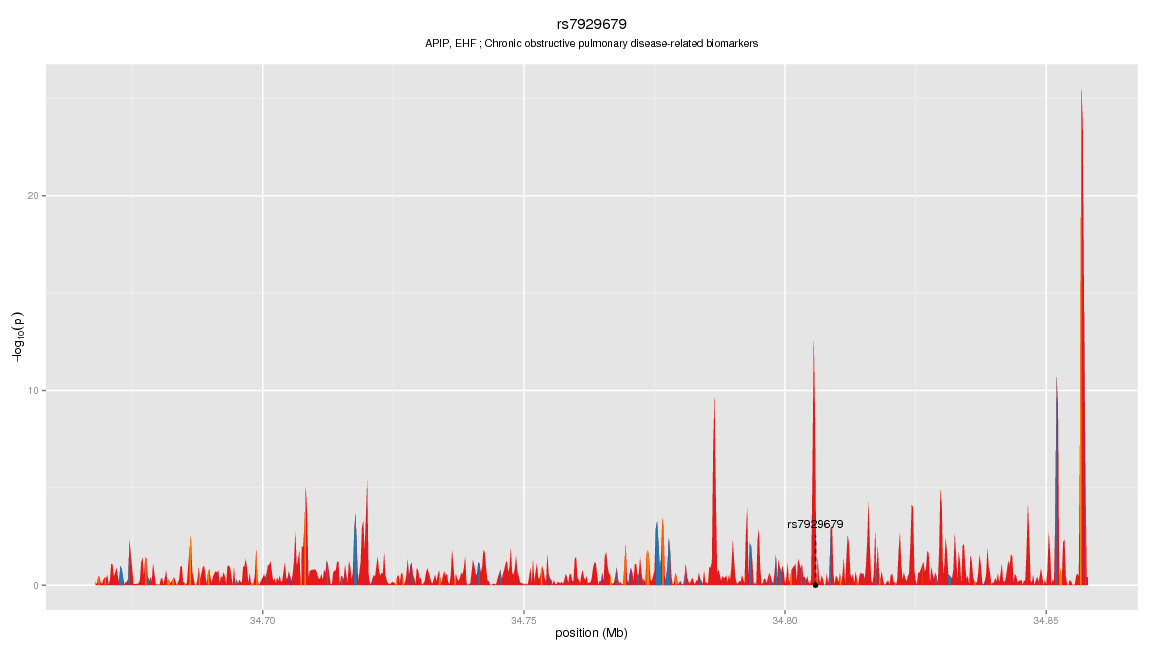 rs7929679
APIP, EHF ; Chronic obstructive pulmonary disease-related biomarkers
−log10(p)
20
10
0
rs7929679
34.70
34.75
34.80
34.85
position (Mb)